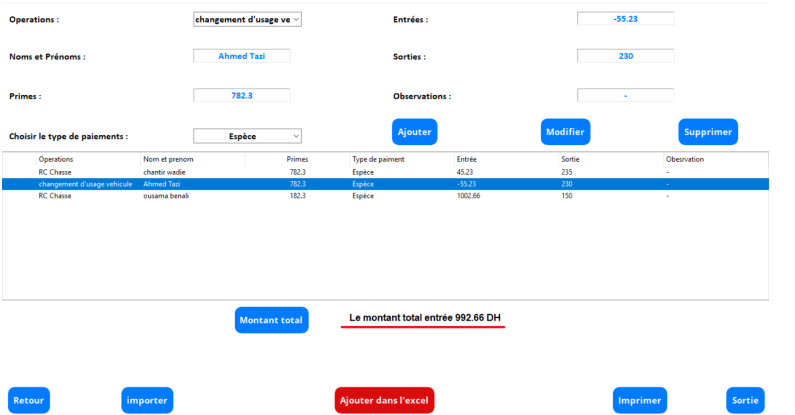 Operations : changement d'usage ve Entrées : -55.23
Noms et Prénoms : Ahmed Tazi Sorties : 230
Primes : 782.3 Observations : -
Choisir le type de paiements : Espèce Ajouter Modifier Supprimer
Operations Nom et prenom Primes Type de paiment Entrée Sortie Obesrvation
RC Chasse chantir wadie 782.3 Espèce 45.23 235 -
changement d'usage vehicule Ahmed Tazi 782.3 Espèce -55.23 230 -
RC Chasse ousama benali 182.3 Espèce 1002.66 150 -
Montant total Le montant total entrée 992.66 DH
Retour importer Ajouter dans l'excel Imprimer Sortie